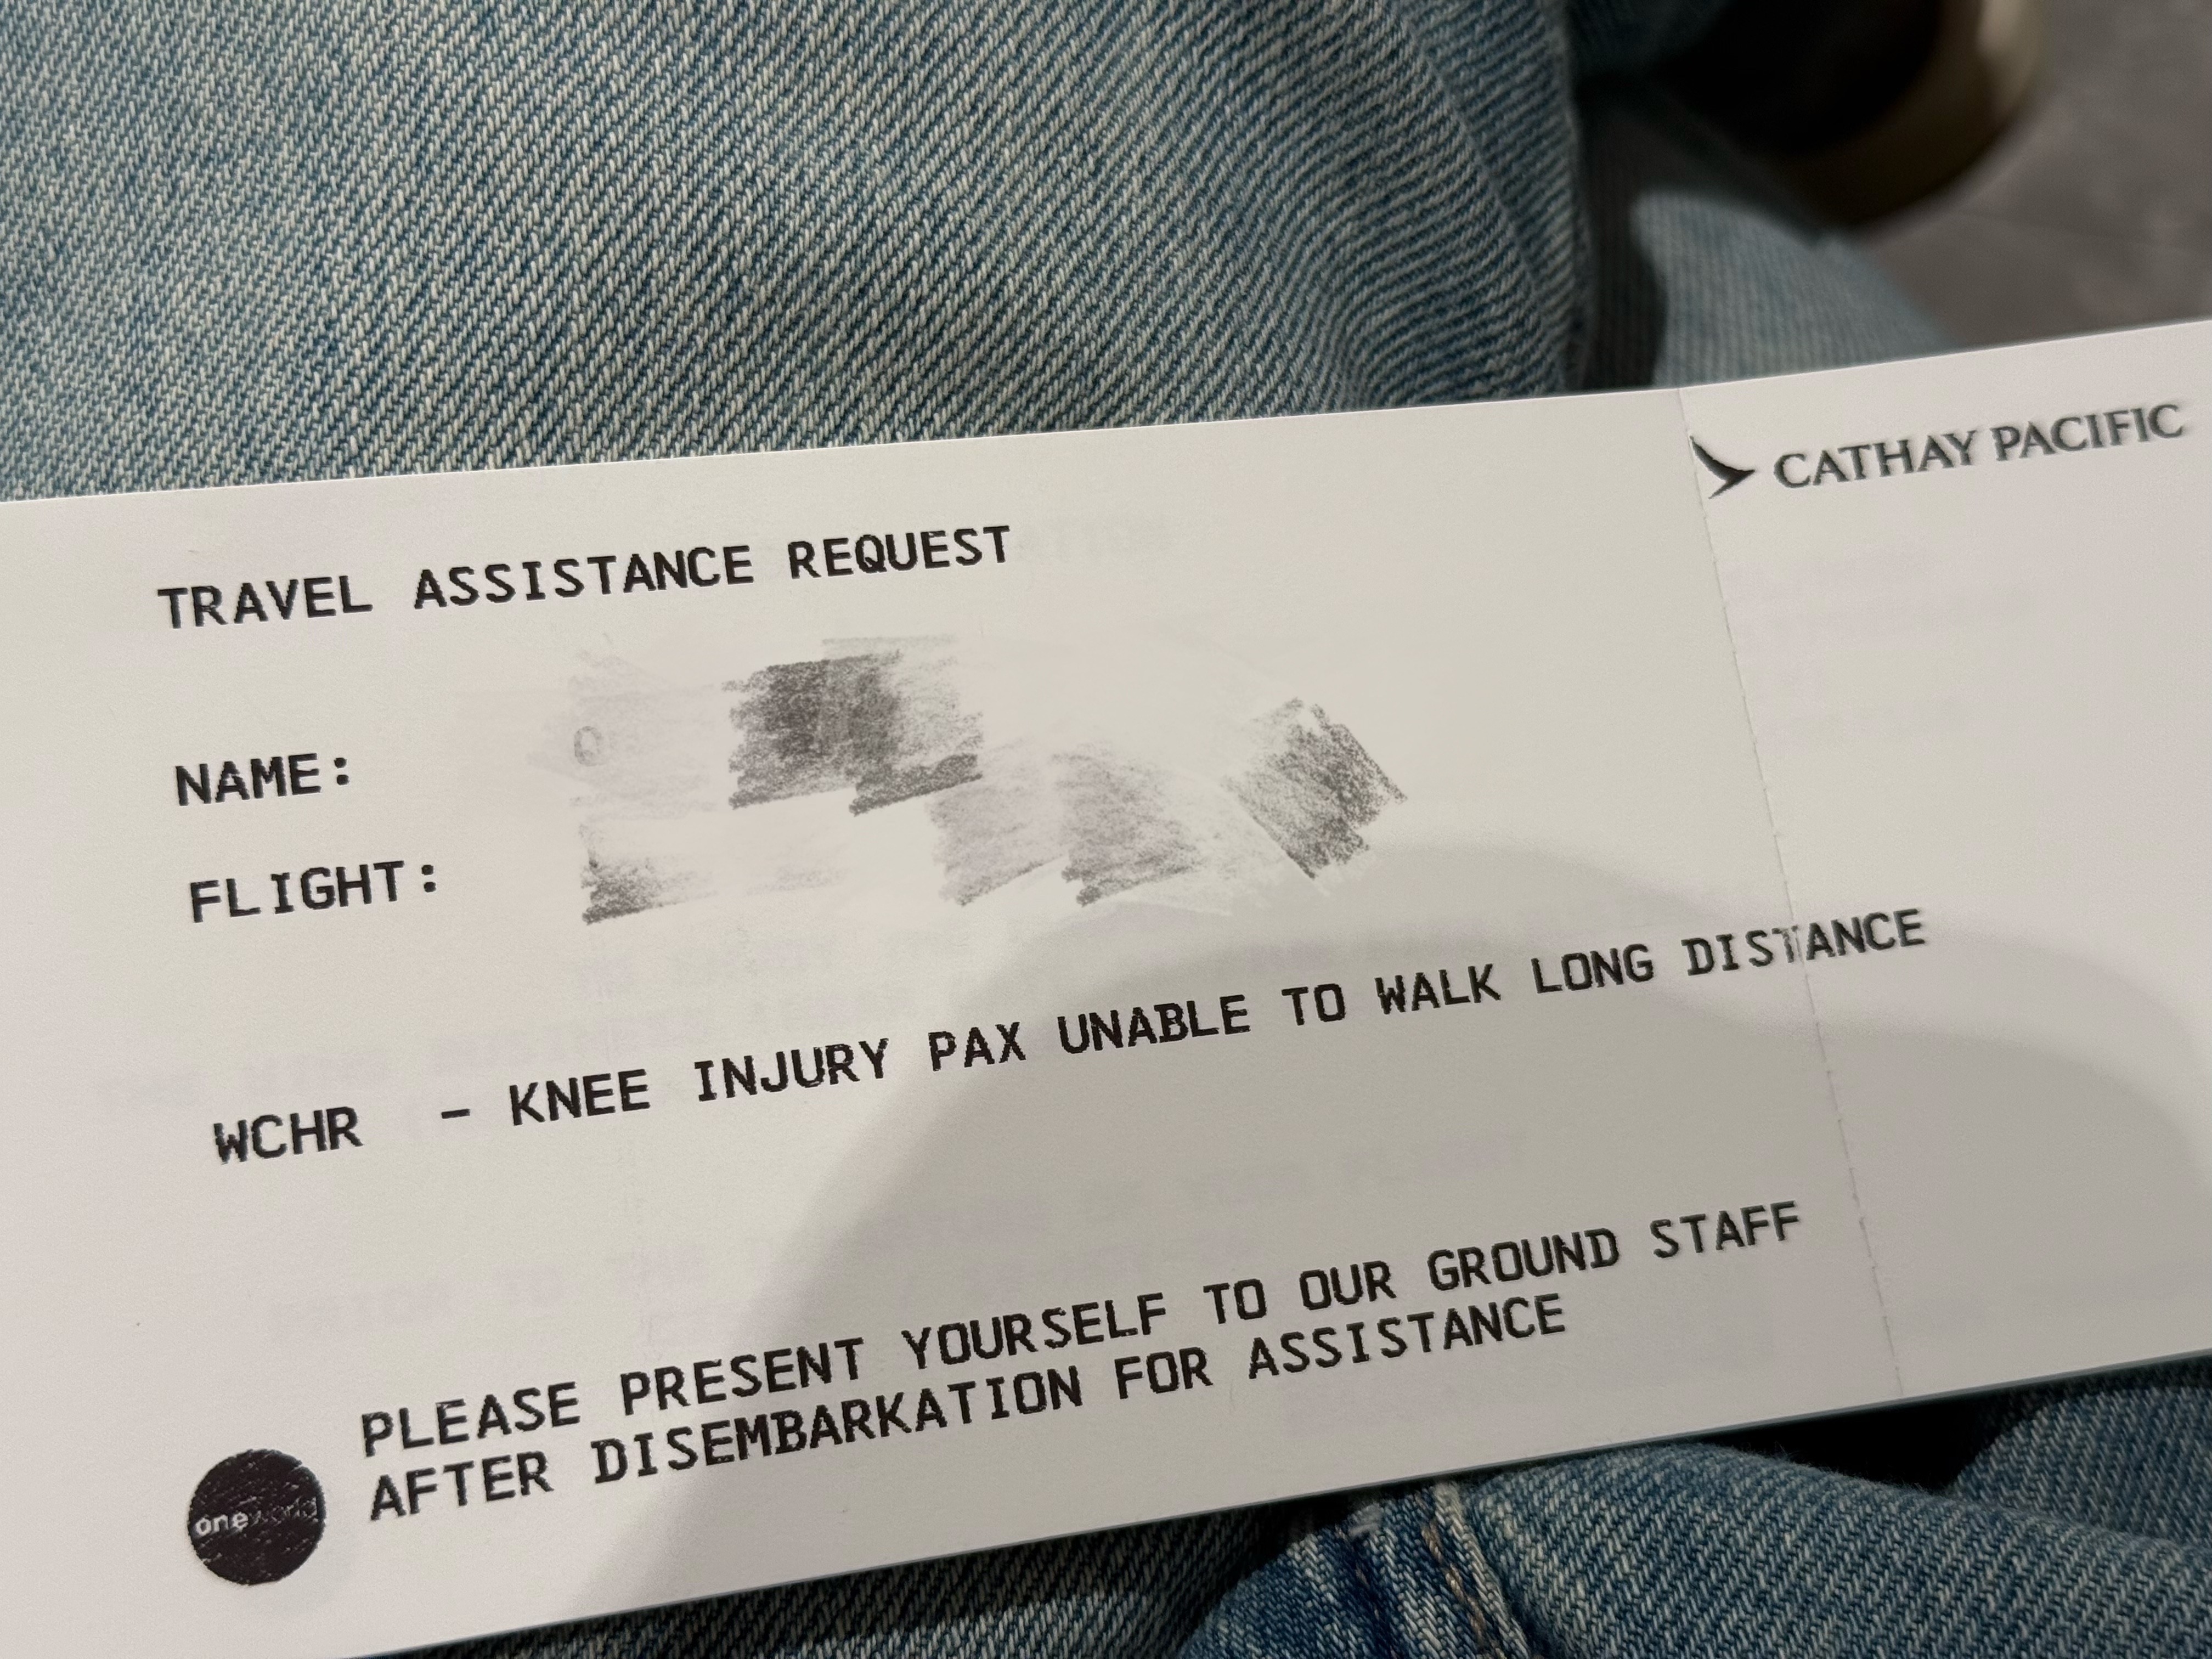 CATHAY PACIFIC
TRAVEL ASSISTANCE REQUEST
NAME:
FLIGHT:
WCHR - KNEE INJURY PAX UNABLE TO WALK LONG DISTANCE
PLEASE PRESENT YOURSELF TO OUR GROUND STAFF
AFTER DISEMBARKATION FOR ASSISTANCE
oneworld